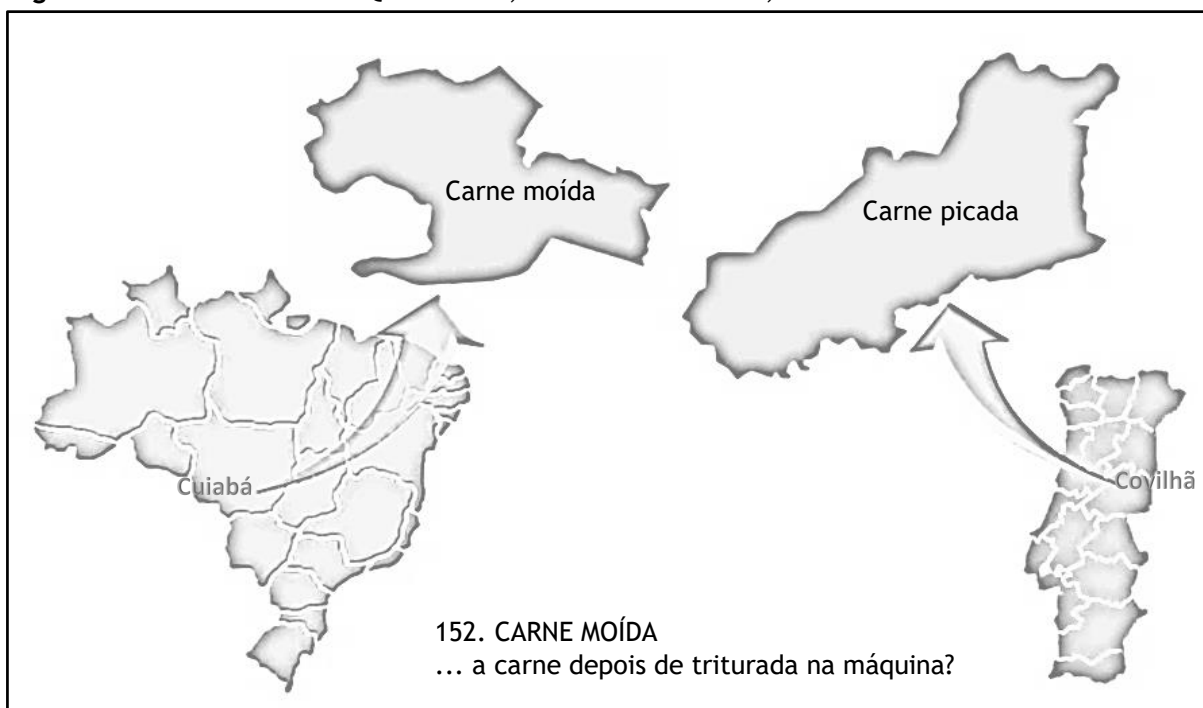 Carne moída
Carne picada
Cuiabá
Covilhã
152. CARNE MOÍDA
... a carne depois de triturada na máquina?